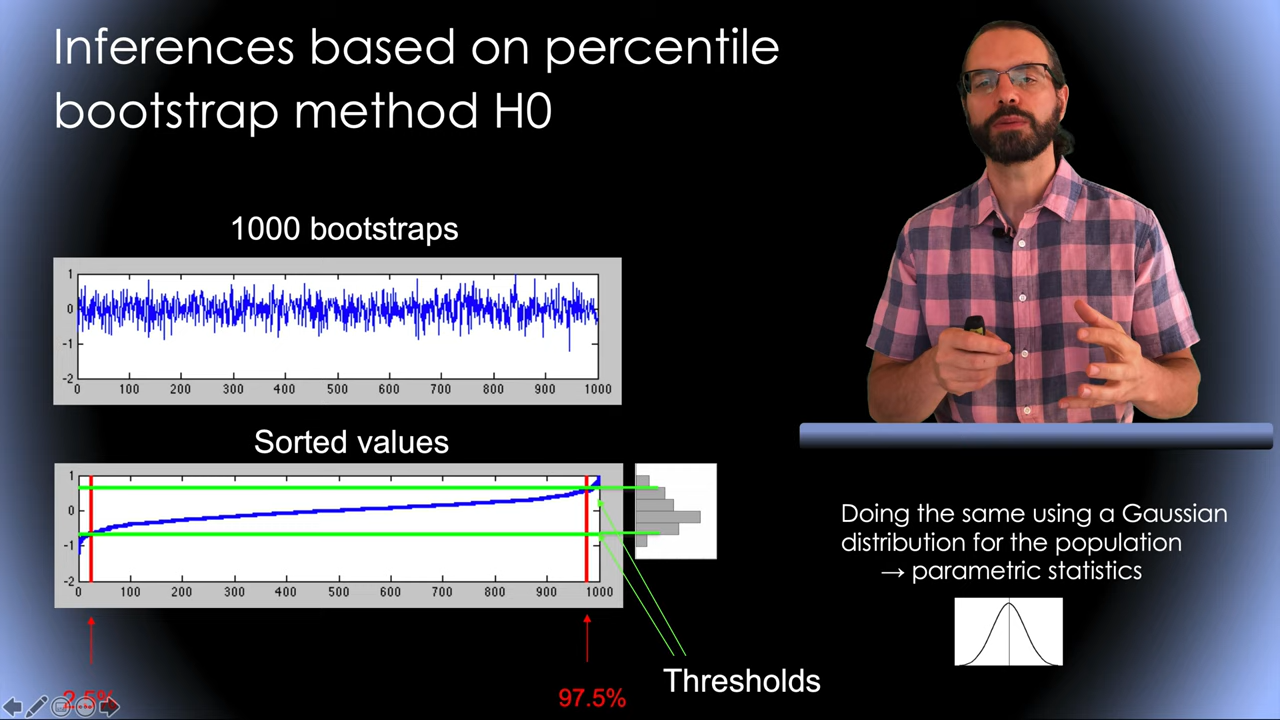 Inferences based on percentile
bootstrap method H0
1000 bootstraps
1
0
-1
-2
0 100 200 300 400 500 600 700 800 900 1000
Sorted values
1
0
-1
-2
0 100 200 300 400 500 600 700 800 900 1000
2.5%
97.5%
Thresholds
Doing the same using a Gaussian
distribution for the population
→ parametric statistics